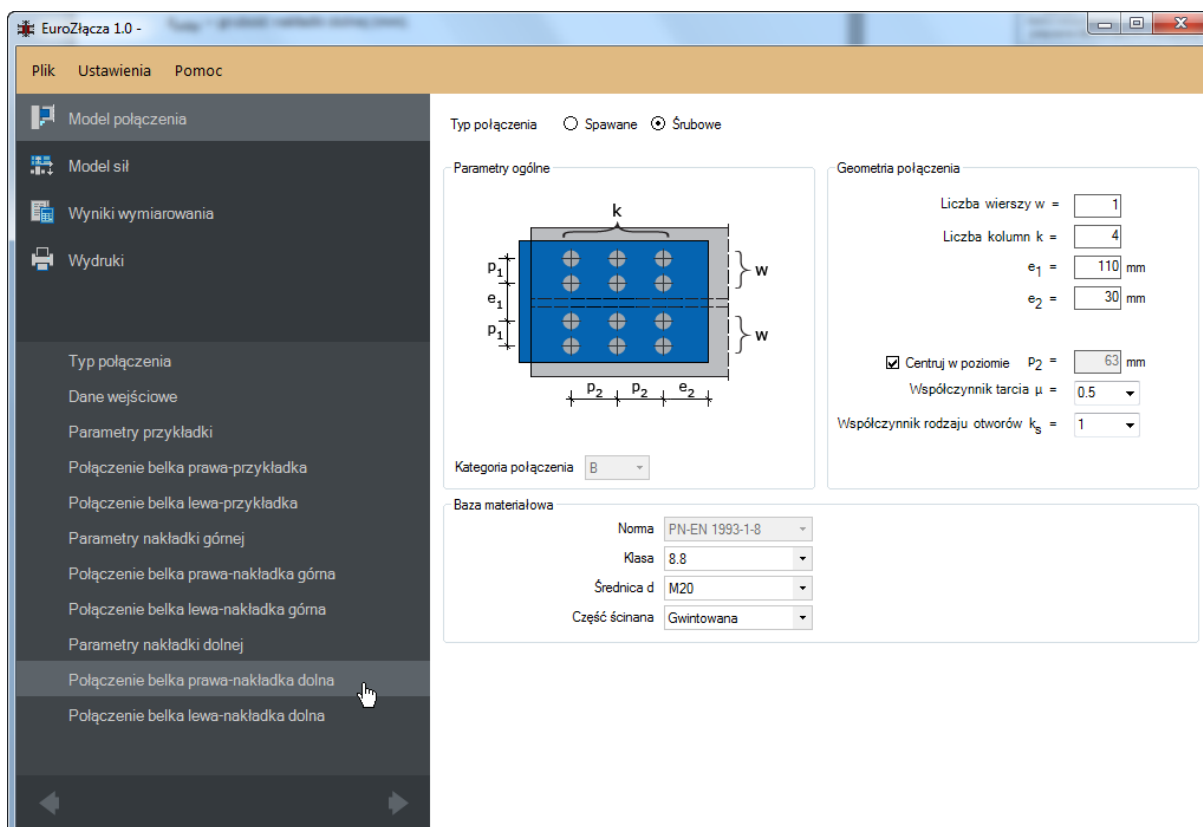 EuroZłącza 1.0 -
Plik Ustawienia Pomoc
Model połączenia
Model sił
Wyniki wymiarowania
Wydruki
Typ połączenia
Dane wejściowe
Parametry przykładki
Połączenie belka prawa-przykładka
Połączenie belka lewa-przykładka
Parametry nakładki górnej
Połączenie belka prawa-nakładka górna
Połączenie belka lewa-nakładka górna
Parametry nakładki dolnej
Połączenie belka prawa-nakładka dolna
Połączenie belka lewa-nakładka dolna
Typ połączenia Spawane Śrubowe
Parametry ogólne
k
p1
e1
p1
w
w
p2 p2 e2
Kategoria połączenia B
Geometria połączenia
Liczba wierszy w = 1
Liczba kolumn k = 4
e1 = 110 mm
e2 = 30 mm
Centruj w poziomie p2 = 63 mm
Współczynnik tarcia μ = 0.5
Współczynnik rodzaju otworów ks = 1
Baza materiałowa
Norma PN-EN 1993-1-8
Klasa 8.8
Średnica d M20
Część ścinana Gwintowana